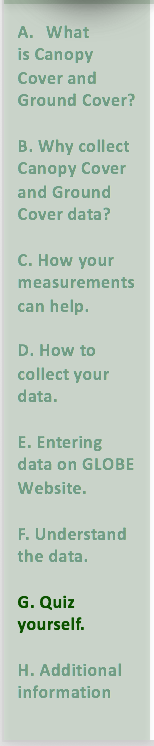 A. What
is Canopy
Cover and
Ground Cover?
B. Why collect
Canopy Cover
and Ground
Cover data?
C. How your
measurements
can help.
D. How to
collect your
data.
E. Entering
data on GLOBE
Website.
F. Understand
the data.
G. Quiz
yourself.
H. Additional
information